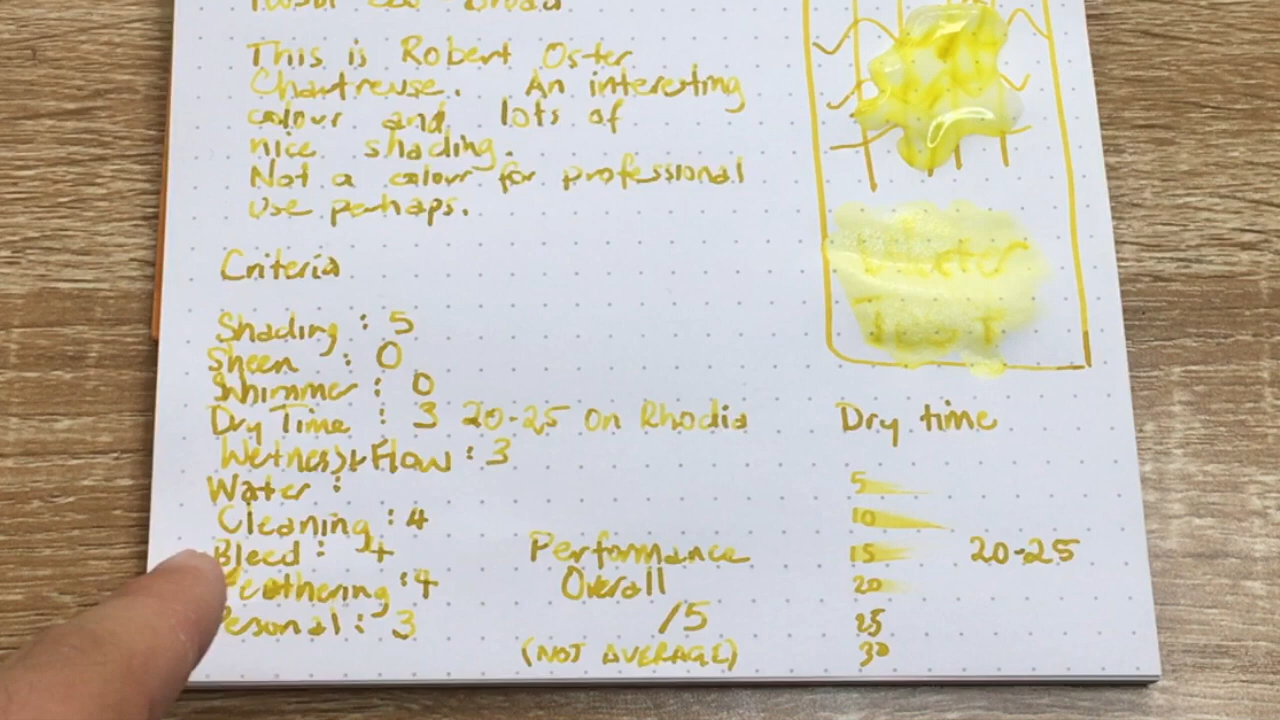 This is Robert Oster
Chartreuse. An interesting
colour and lots of
nice shading.
Not a colour for professional
use perhaps.
Criteria
Shading : 5
Sheen : 0
Shimmer : 0
Dry Time : 3 20-25 on Rhodia
Wetness + Flow : 3
Water :
Cleaning : 4
Bleed : 4
Feathering : 4
Personal : 3
Performance
Overall
/5
(NOT AVERAGE)
water
test
Dry time
5
10
15 20-25
20
25
30